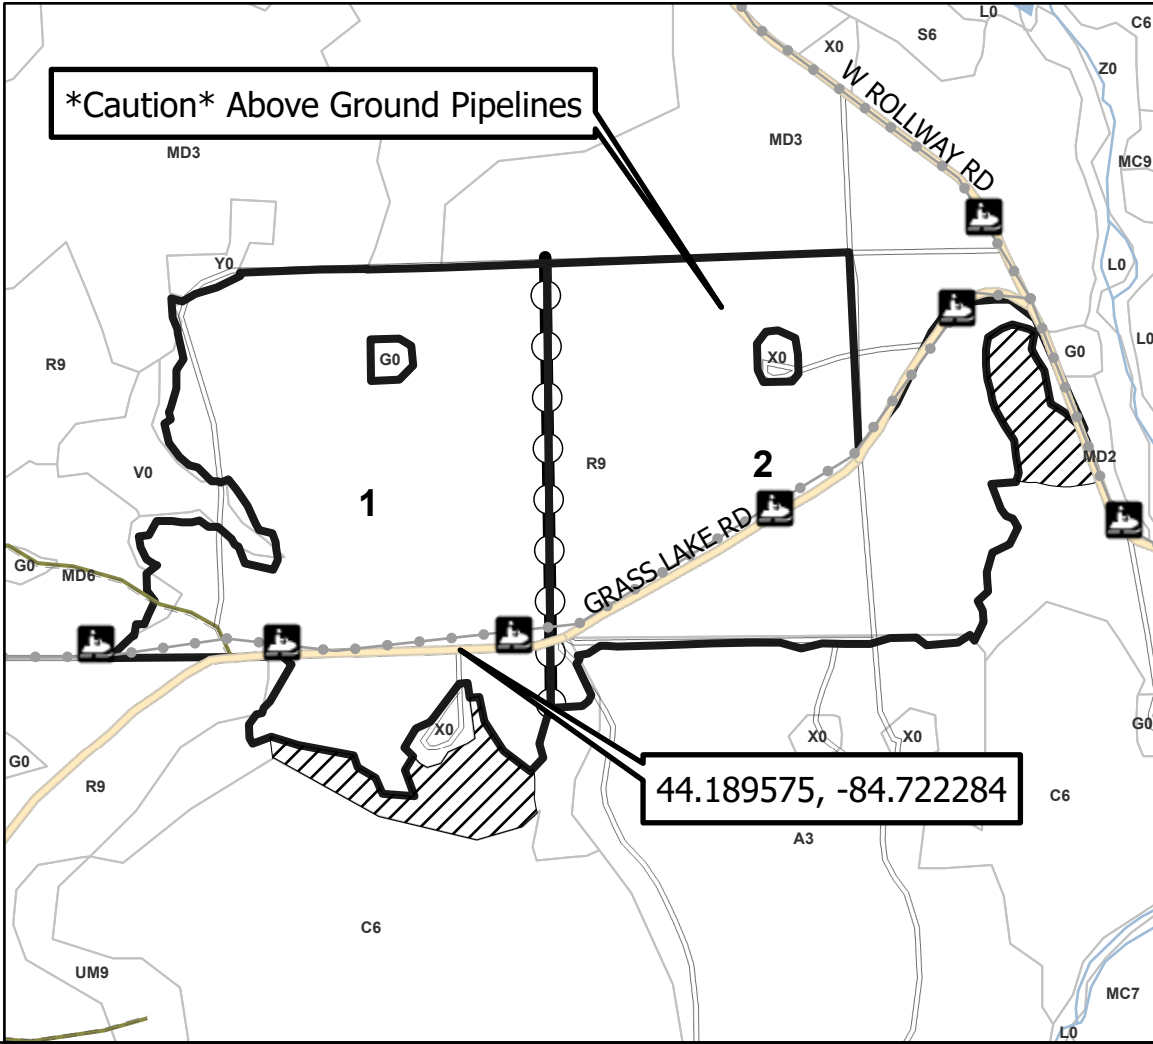 L0
C6
S6
X0
Z0
W ROLLWAY RD
*Caution* Above Ground Pipelines
MD3
MD3
MC9
Y0
L0
L0
R9
G0
X0
G0
R9
2
MD2
V0
1
GRASS LAKE RD
G0
MD6
X0
X0
X0
G0
G0
R9
44.189575, -84.722284
C6
A3
C6
UM9
MC7
L0